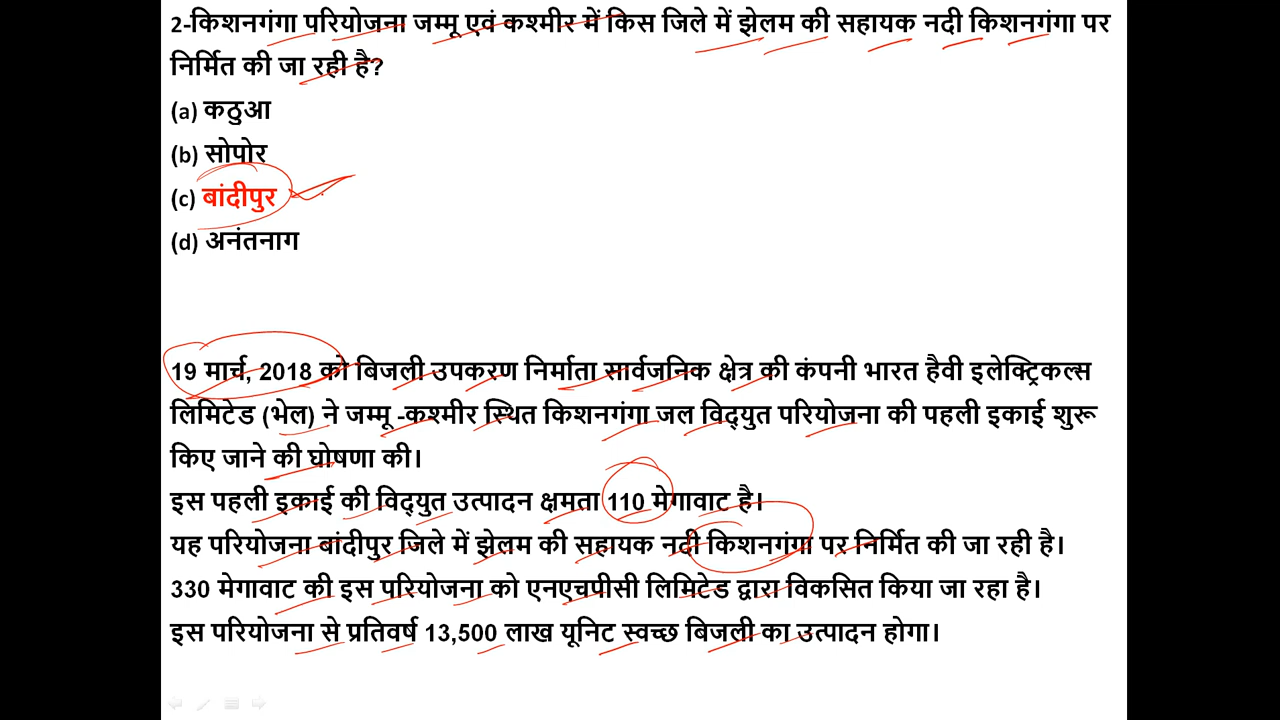 2-किशनगंगा परियोजना जम्मू एवं कश्मीर में किस जिले में झेलम की सहायक नदी किशनगंगा पर
निर्मित की जा रही है?
(a) कठुआ
(b) सोपोर
(c) बांदीपुर
(d) अनंतनाग
19 मार्च, 2018 को बिजली उपकरण निर्माता सार्वजनिक क्षेत्र की कंपनी भारत हैवी इलेक्ट्रिकल्स
लिमिटेड (भेल) ने जम्मू -कश्मीर स्थित किशनगंगा जल विद्युत परियोजना की पहली इकाई शुरू
किए जाने की घोषणा की।
इस पहली इकाई की विद्युत उत्पादन क्षमता 110 मेगावाट है।
यह परियोजना बांदीपुर जिले में झेलम की सहायक नदी किशनगंगा पर निर्मित की जा रही है।
330 मेगावाट की इस परियोजना को एनएचपीसी लिमिटेड द्वारा विकसित किया जा रहा है।
इस परियोजना से प्रतिवर्ष 13,500 लाख यूनिट स्वच्छ बिजली का उत्पादन होगा।